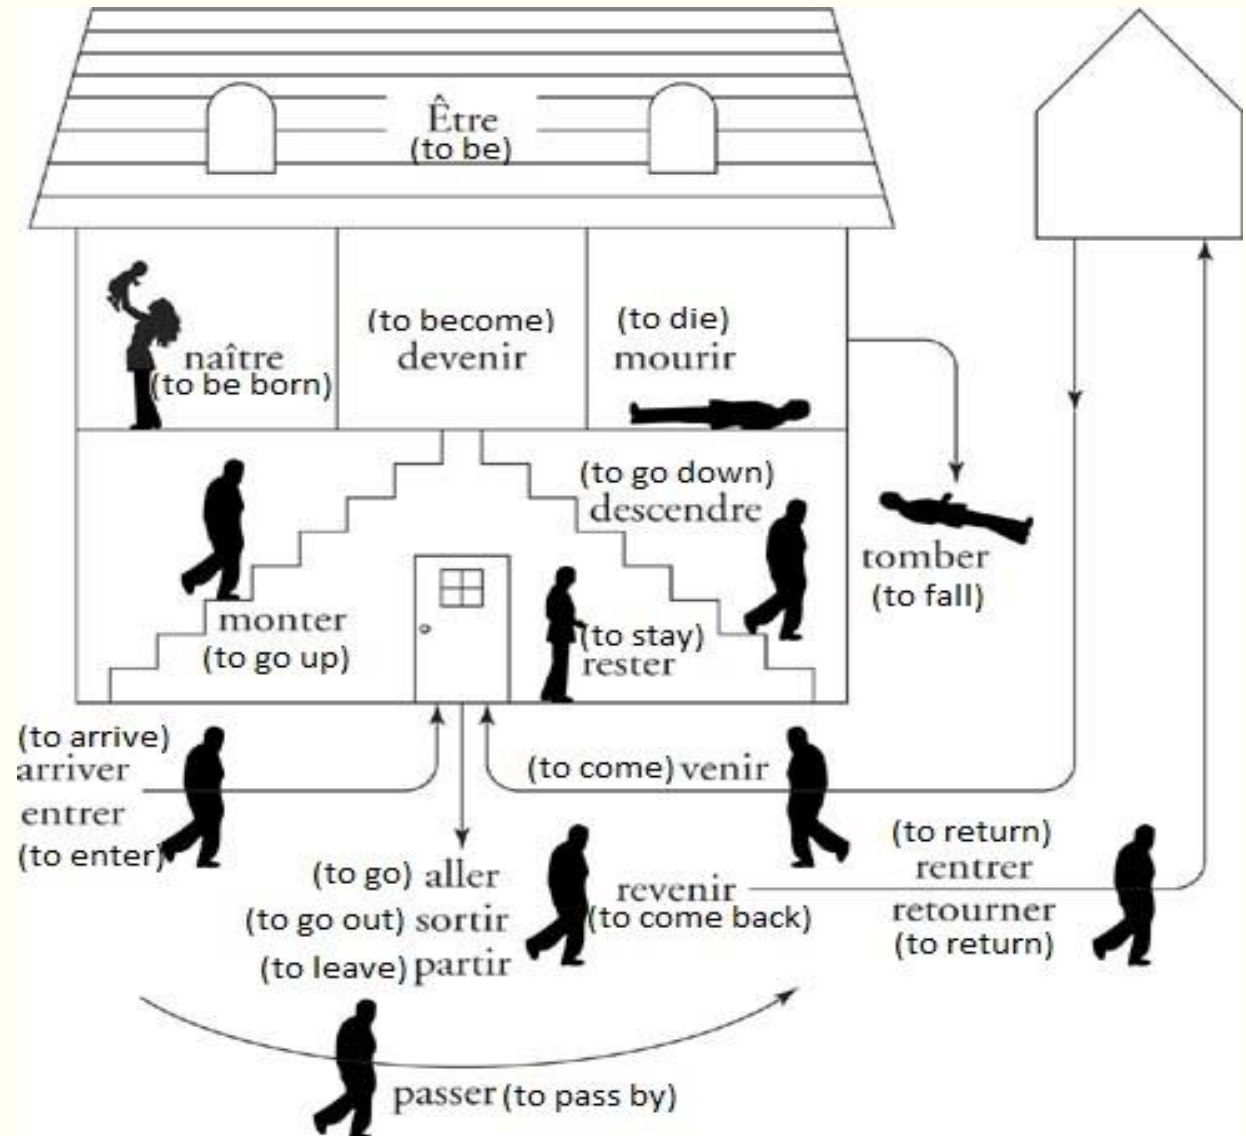 Être
(to be)
naître
(to be born)
(to become)
devenir
(to die)
mourir
monter
(to go up)
(to go down)
descendre
(to stay)
rester
tomber
(to fall)
(to arrive)
arriver
entrer
(to enter)
(to come) venir
(to go) aller
(to go out) sortir
(to leave) partir
revenir
(to come back)
(to return)
rentrer
retourner
(to return)
passer (to pass by)